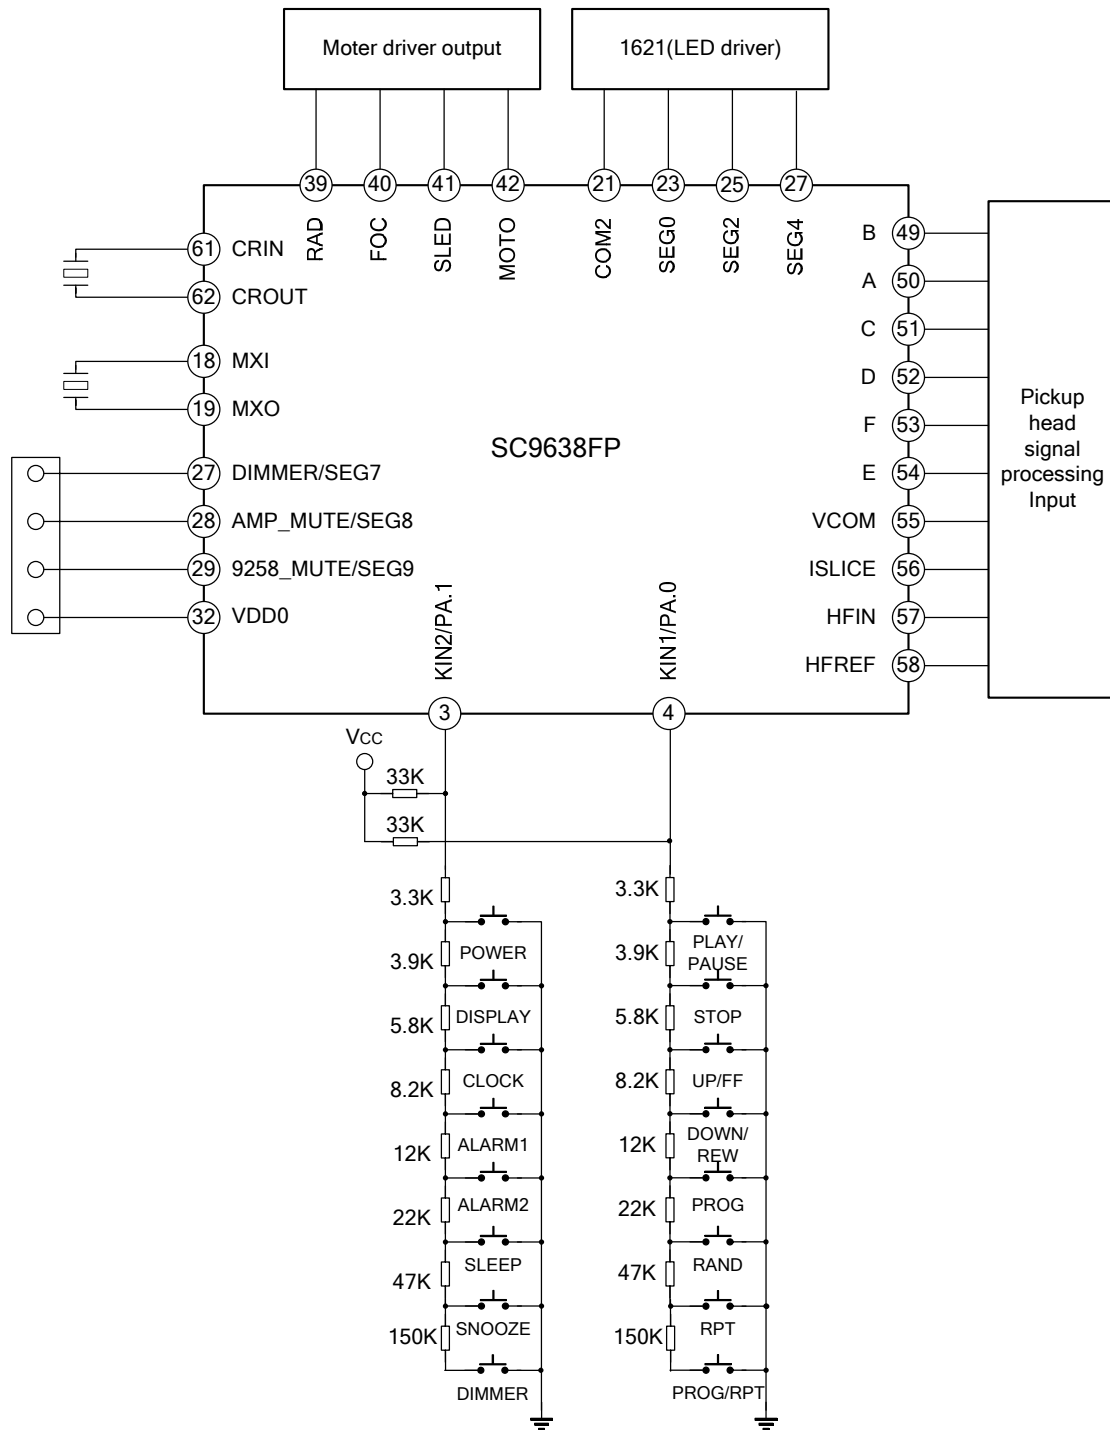 Moter driver output
1621(LED driver)
39
40
41
42
21
23
25
27
RAD
FOC
SLED
MOTO
COM2
SEG0
SEG2
SEG4
61 CRIN
62 CROUT
18 MXI
19 MXO
27 DIMMER/SEG7
28 AMP_MUTE/SEG8
29 9258_MUTE/SEG9
32 VDD0
SC9638FP
B 49
A 50
C 51
D 52
F 53
E 54
VCOM 55
ISLICE 56
HFIN 57
HFREF 58
Pickup
head
signal
processing
Input
KIN2/PA.1
KIN1/PA.0
3
4
Vcc
33K
33K
3.3K
POWER
3.9K
DISPLAY
5.8K
CLOCK
8.2K
ALARM1
12K
ALARM2
22K
SLEEP
47K
SNOOZE
150K
DIMMER
3.3K
PLAY/
PAUSE
3.9K
STOP
5.8K
UP/FF
8.2K
DOWN/
REW
12K
PROG
22K
RAND
47K
RPT
150K
PROG/RPT